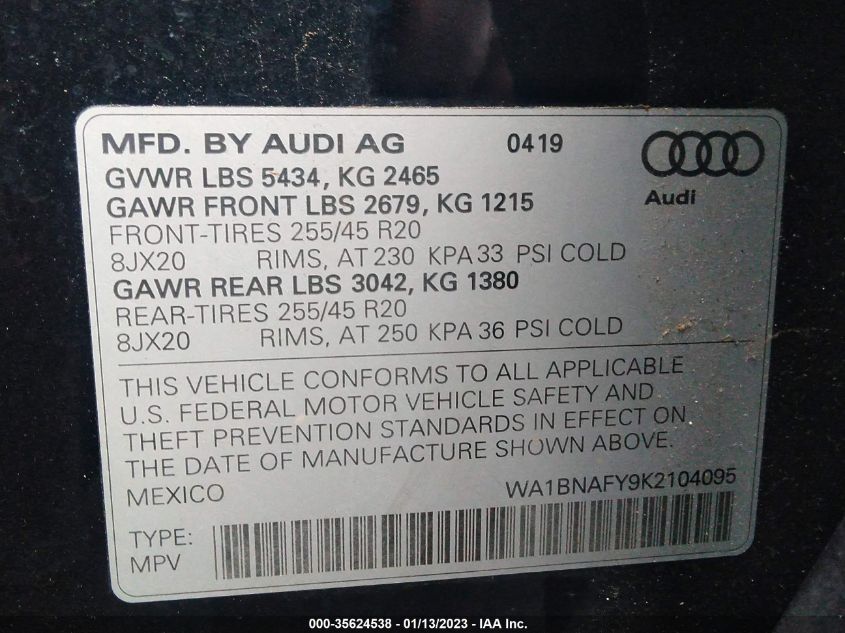 MFD. BY AUDI AG 0419
GVWR LBS 5434, KG 2465
GAWR FRONT LBS 2679, KG 1215
Audi
FRONT-TIRES 255/45 R20
8JX20 RIMS, AT 230 KPA 33 PSI COLD
GAWR REAR LBS 3042, KG 1380
REAR-TIRES 255/45 R20
8JX20 RIMS, AT 250 KPA 36 PSI COLD
THIS VEHICLE CONFORMS TO ALL APPLICABLE
U.S. FEDERAL MOTOR VEHICLE SAFETY AND
THEFT PREVENTION STANDARDS IN EFFECT ON
THE DATE OF MANUFACTURE SHOWN ABOVE.
MEXICO WA1BNAFY9K2104095
TYPE:
MPV
000-35624538 - 01/13/2023 - IAA Inc.